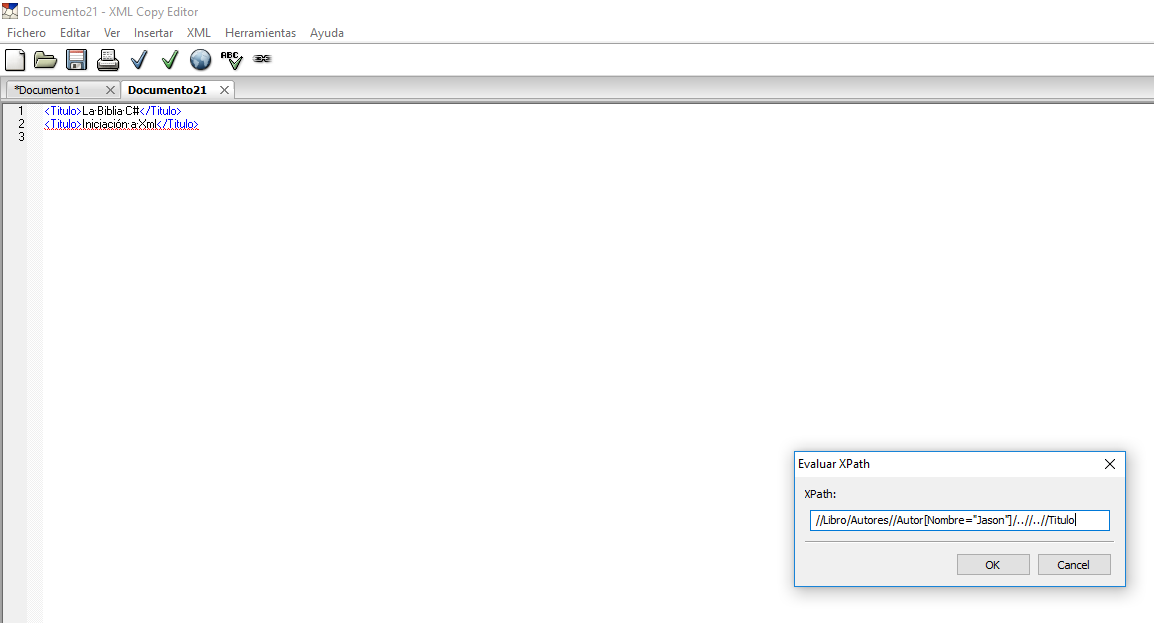 Documento21 - XML Copy Editor
Fichero Editar Ver Insertar XML Herramientas Ayuda
ABC
*Documento1 Documento21
1 <Titulo>La·Biblia·C#</Titulo>
2 <Titulo>Iniciación·a·Xml</Titulo>
3
Evaluar XPath
XPath:
//Libro/Autores//Autor[Nombre="Jason"]/..//..//Titulo
OK Cancel